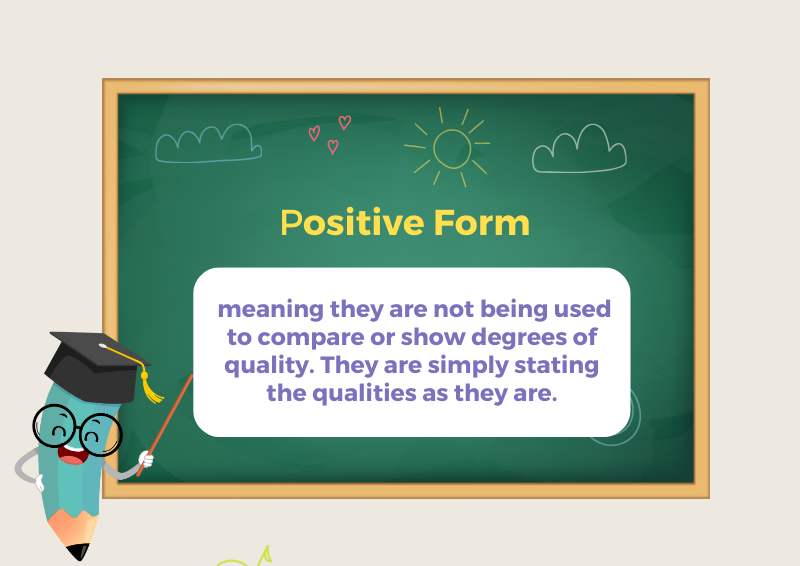 Positive Form
meaning they are not being used
to compare or show degrees of
quality. They are simply stating
the qualities as they are.